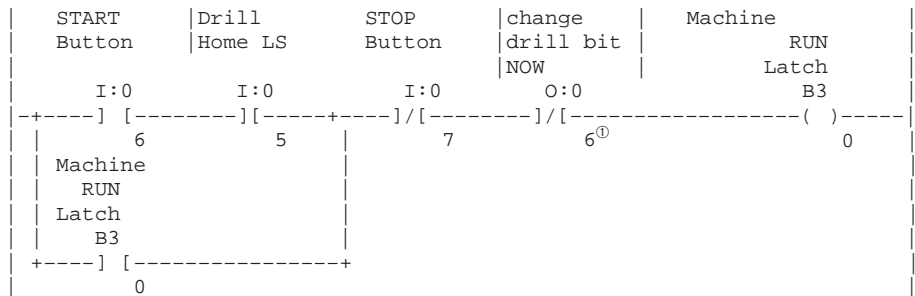 | START |Drill STOP |change | Machine |
| Button |Home LS Button |drill bit | RUN |
| |NOW | Latch |
| I:0 I:0 I:0 O:0 B3 |
|-+----] [--------][-----+----]/[--------]/[------------------( )-----|
| | 6 5 | 7 6① 0 |
| | Machine | |
| | RUN | |
| | Latch | |
| | B3 | |
| +----] [----------------+ |
| 0 |